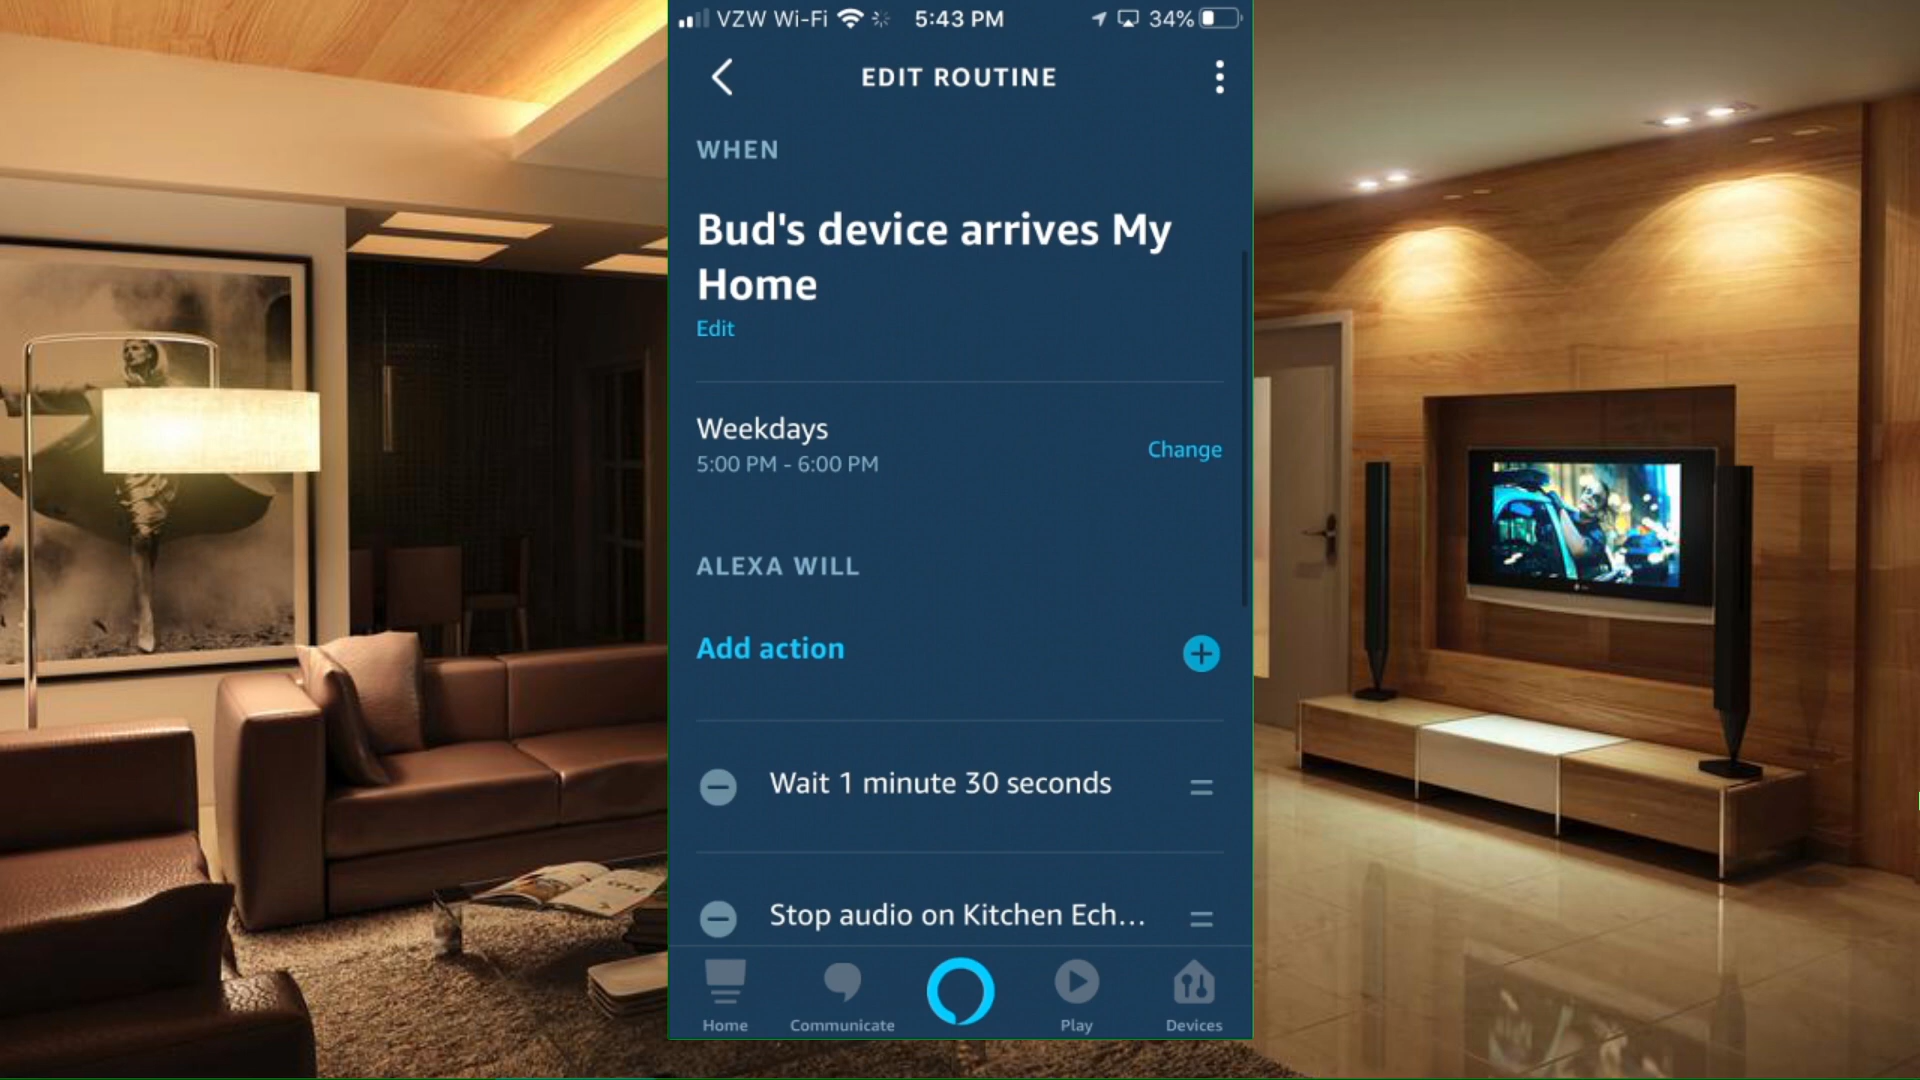 VZW Wi-Fi 5:43 PM 34%
EDIT ROUTINE
WHEN
Bud's device arrives My
Home
Edit
Weekdays
5:00 PM - 6:00 PM
Change
ALEXA WILL
Add action
Wait 1 minute 30 seconds
Stop audio on Kitchen Ech...
Home Communicate Play Devices